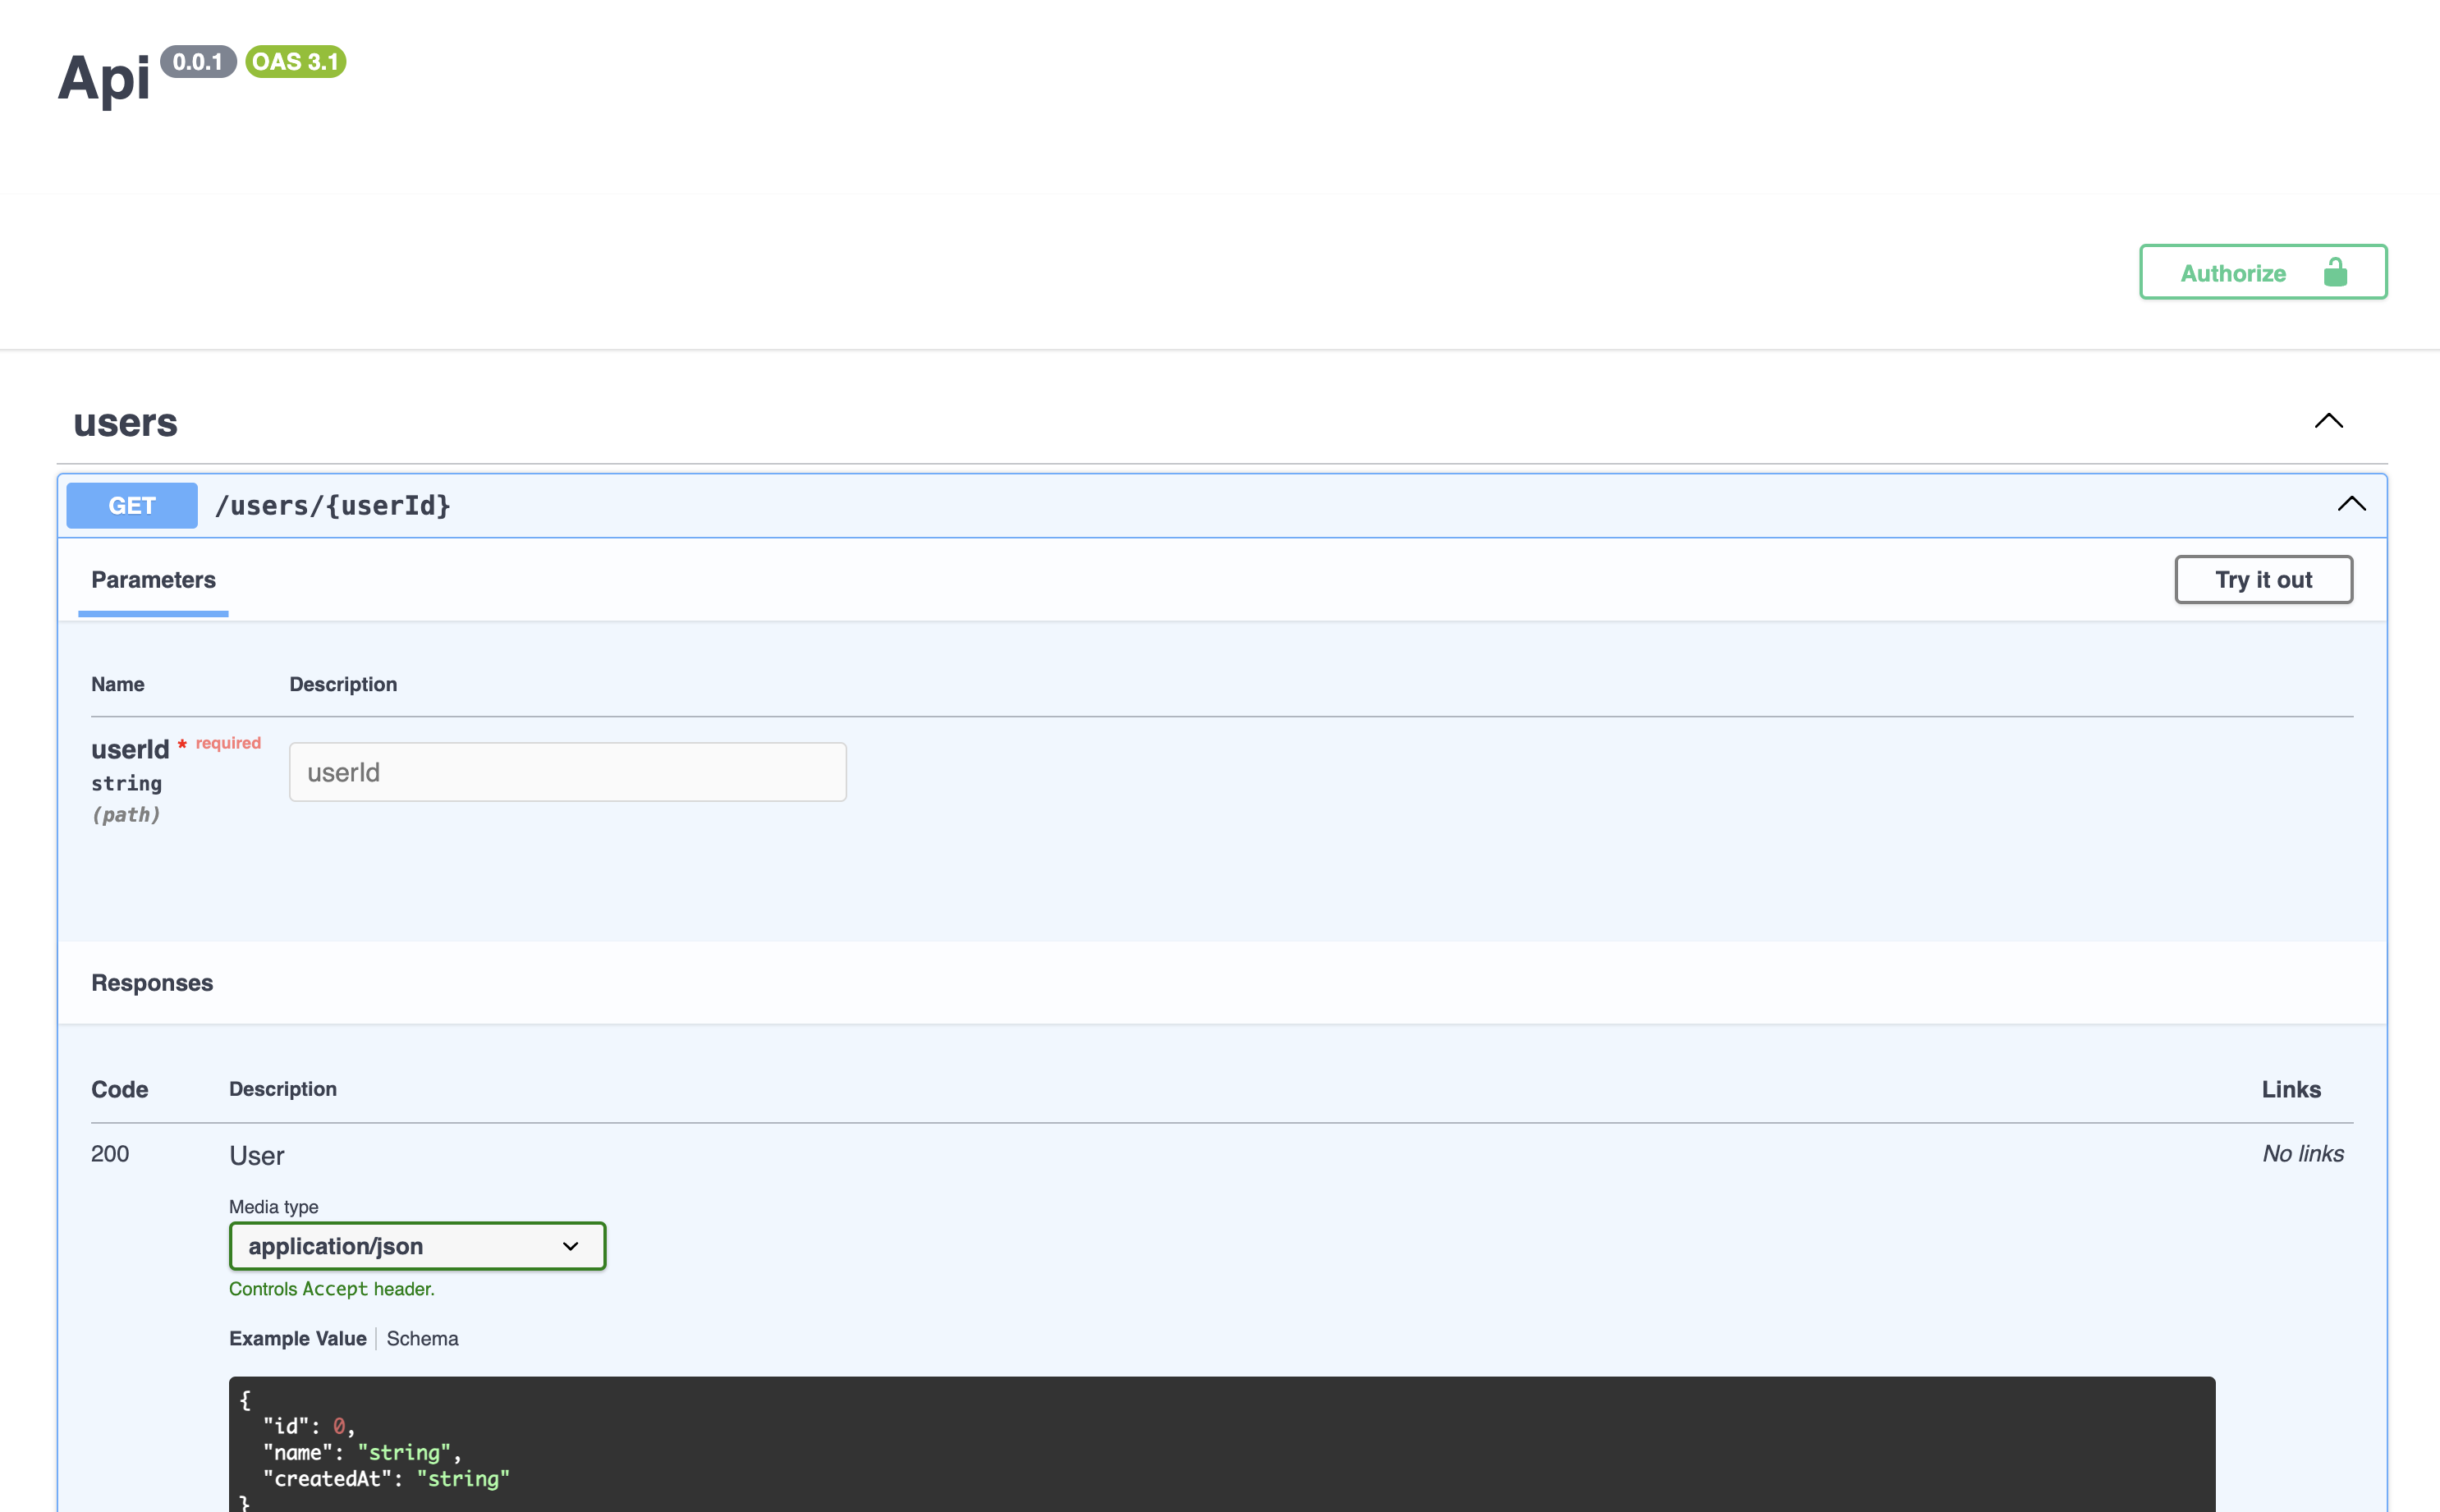 Api 0.0.1 OAS 3.1
Authorize
users
GET /users/{userId}
Parameters
Try it out
Name Description
userId * required
string
(path)
userId
Responses
Code Description Links
200 User No links
Media type
application/json
Controls Accept header.
Example Value Schema
{
"id": 0,
"name": "string",
"createdAt": "string"
}